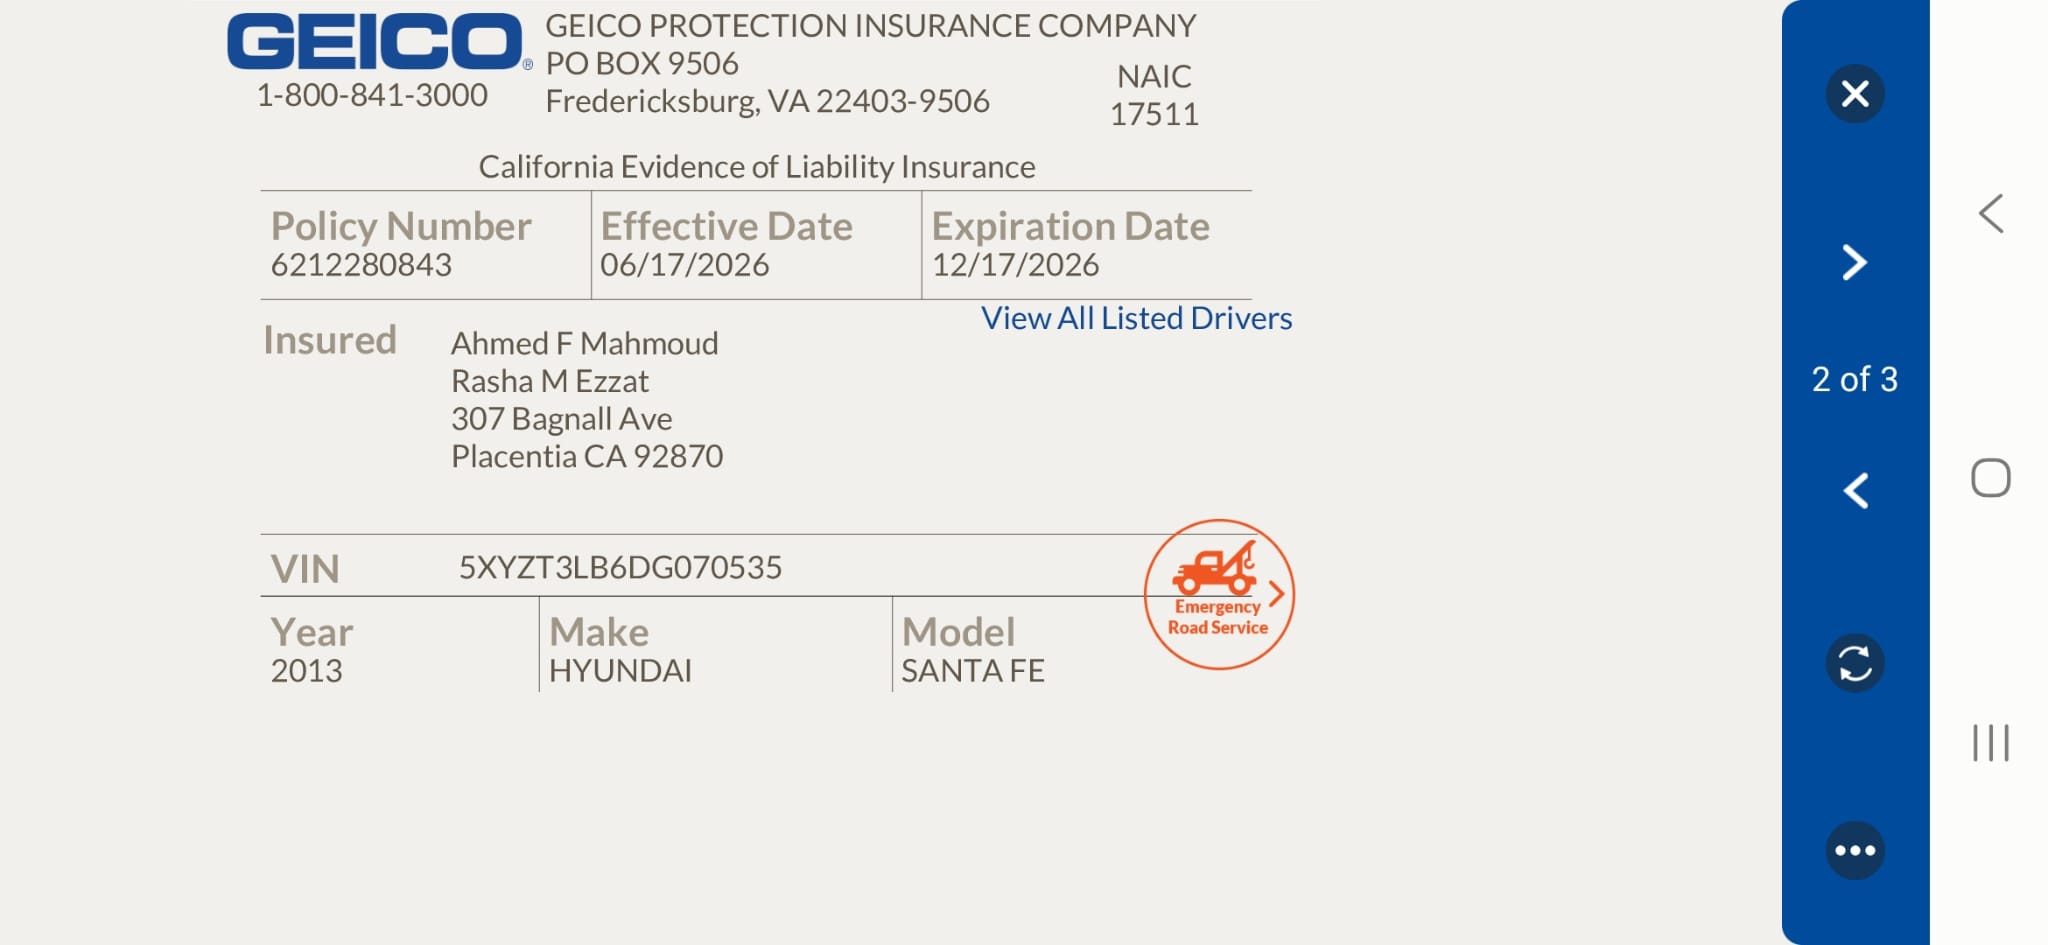 GEICO®
1-800-841-3000
GEICO PROTECTION INSURANCE COMPANY
PO BOX 9506
Fredericksburg, VA 22403-9506
NAIC
17511
California Evidence of Liability Insurance
Policy Number
6212280843
Effective Date
06/17/2026
Expiration Date
12/17/2026
View All Listed Drivers
Insured
Ahmed F Mahmoud
Rasha M Ezzat
307 Bagnall Ave
Placentia CA 92870
VIN
5XYZT3LB6DG070535
Emergency
Road Service
Year
2013
Make
HYUNDAI
Model
SANTA FE
2 of 3